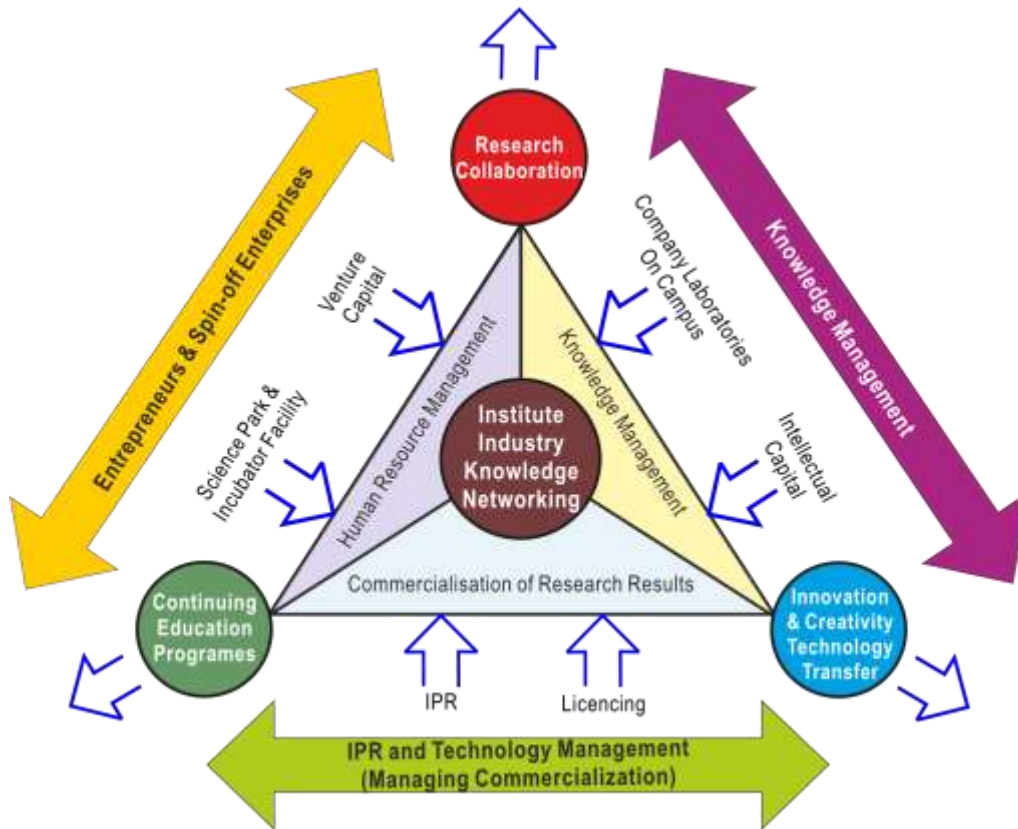 Research
Collaboration
Entrepreneurs & Spin-off Enterprises
Knowledge Management
Venture
Capital
Company Laboratories
On Campus
Human Resource Management
Knowledge Management
Science Park &
Incubator Facility
Intellectual
Capital
Institute
Industry
Knowledge
Networking
Commercialisation of Research Results
Continuing
Education
Programes
Innovation
& Creativity
Technology
Transfer
IPR
Licencing
IPR and Technology Management
(Managing Commercialization)